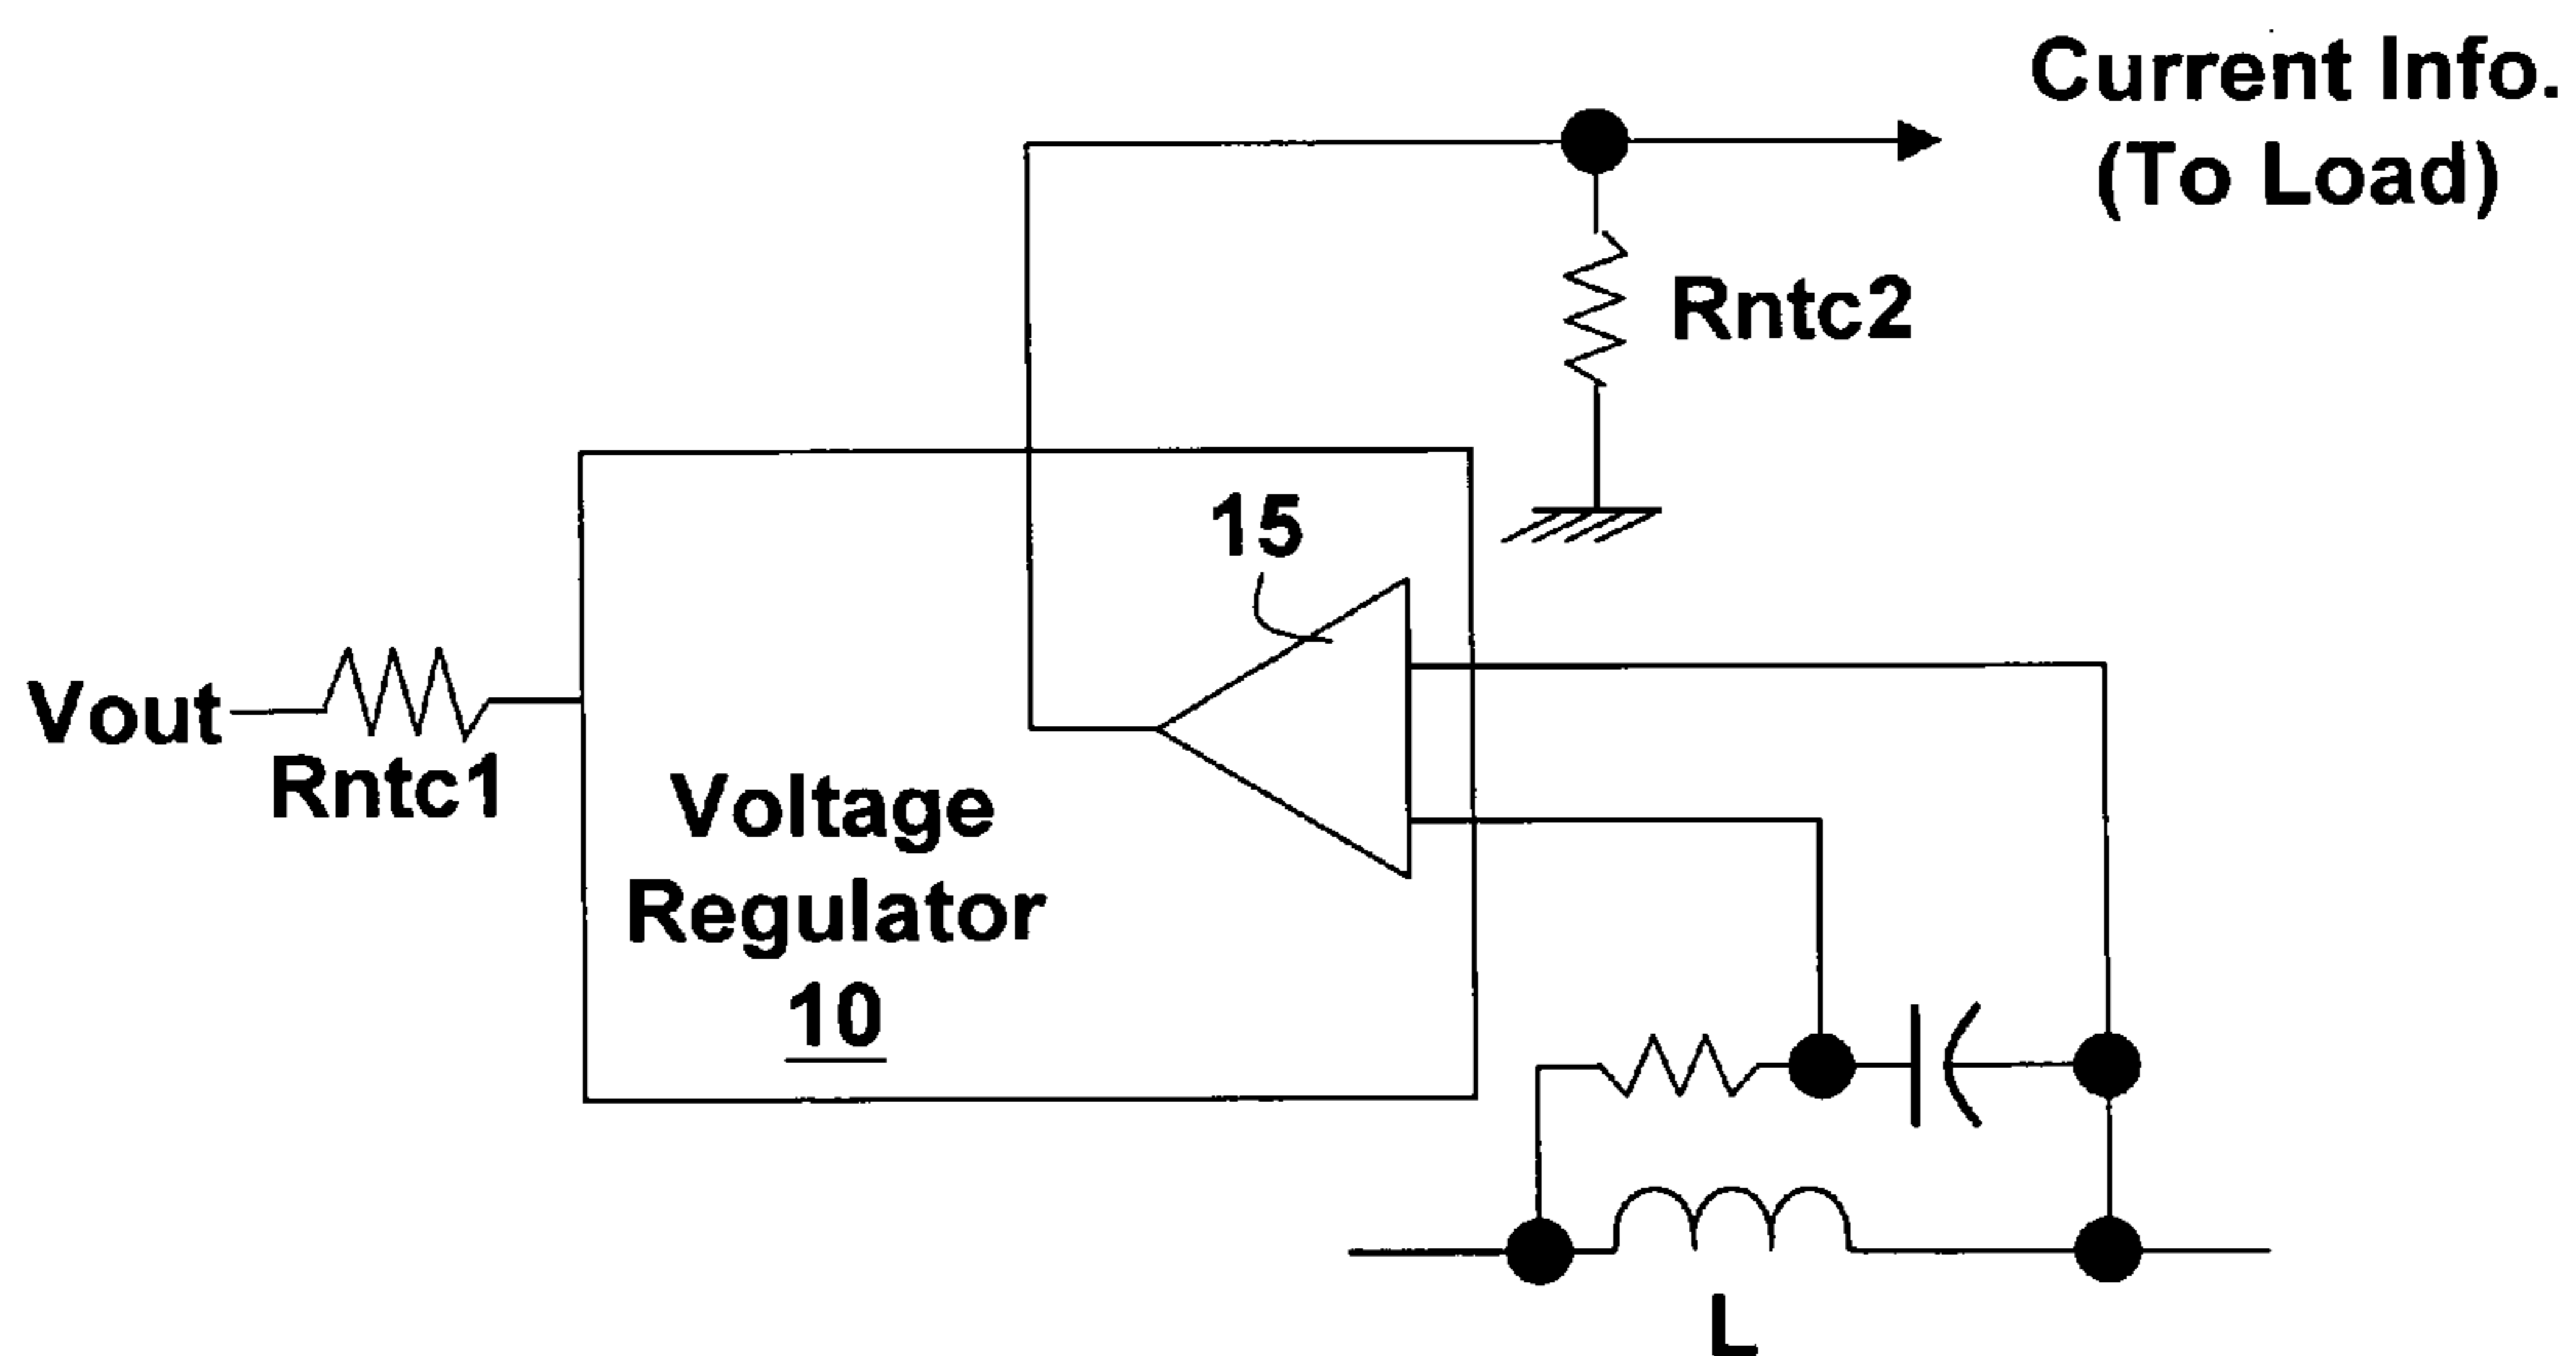 Current Info.
(To Load)
Rntc2
15
Vout
Rntc1
Voltage
Regulator
10
L